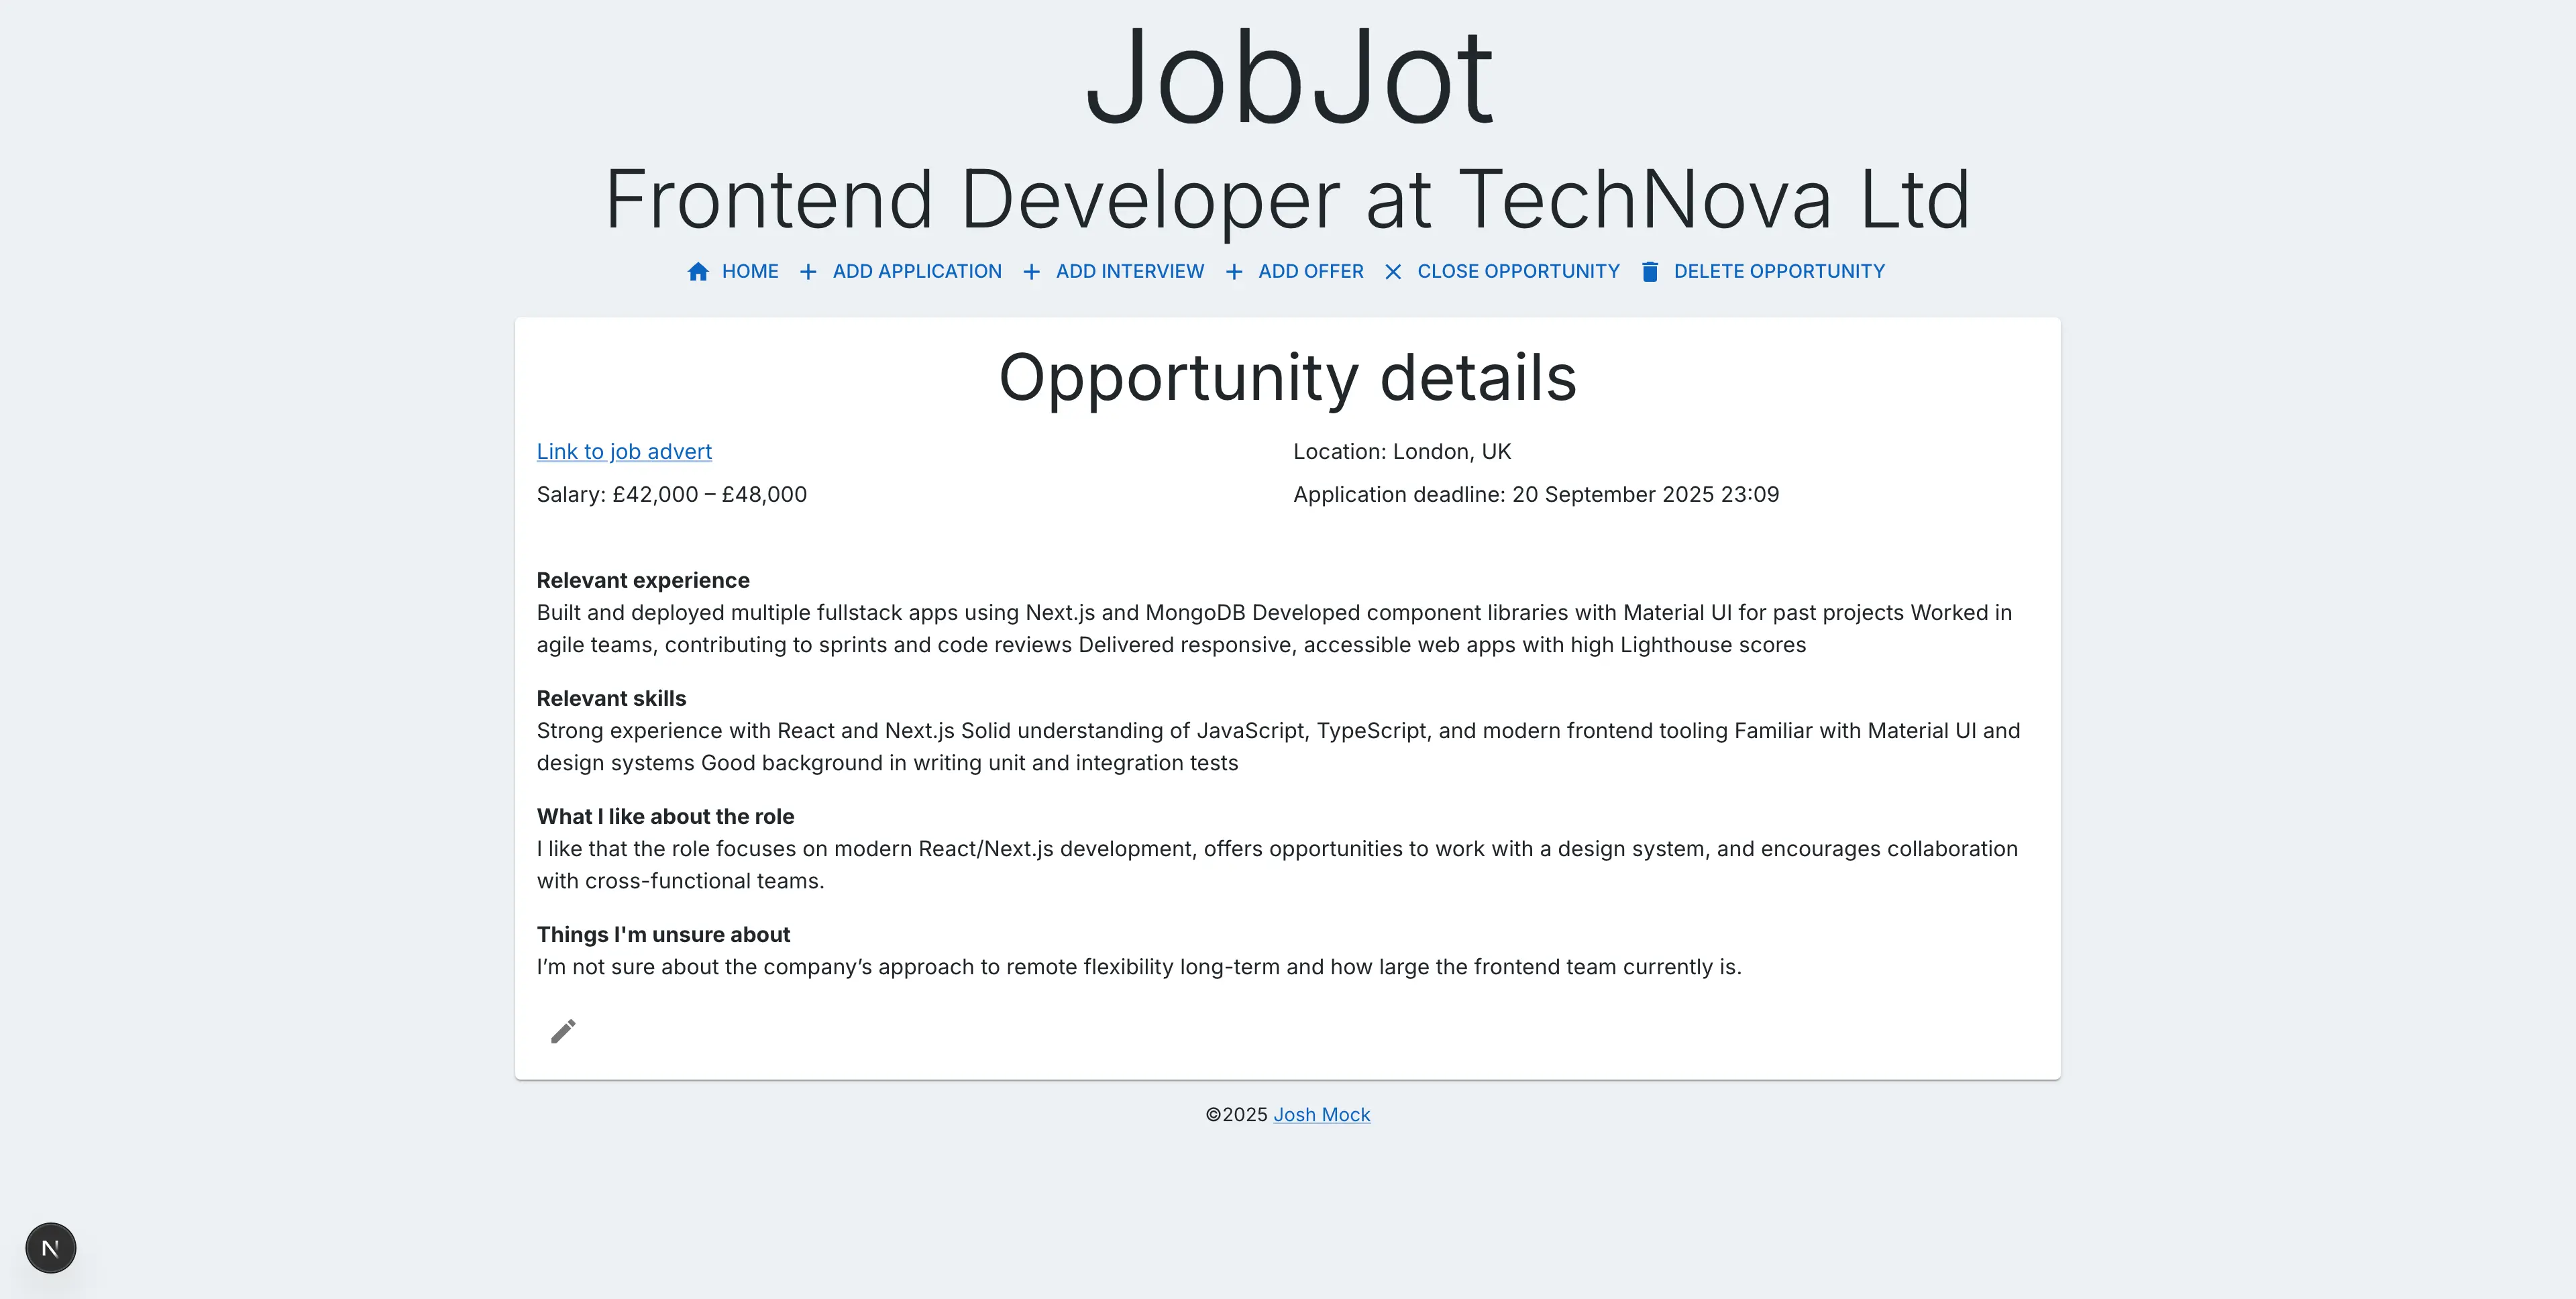 JobJot
Frontend Developer at TechNova Ltd
HOME ADD APPLICATION ADD INTERVIEW ADD OFFER CLOSE OPPORTUNITY DELETE OPPORTUNITY
Opportunity details
Link to job advert
Location: London, UK
Salary: £42,000 – £48,000
Application deadline: 20 September 2025 23:09
Relevant experience
Built and deployed multiple fullstack apps using Next.js and MongoDB Developed component libraries with Material UI for past projects Worked in
agile teams, contributing to sprints and code reviews Delivered responsive, accessible web apps with high Lighthouse scores
Relevant skills
Strong experience with React and Next.js Solid understanding of JavaScript, TypeScript, and modern frontend tooling Familiar with Material UI and
design systems Good background in writing unit and integration tests
What I like about the role
I like that the role focuses on modern React/Next.js development, offers opportunities to work with a design system, and encourages collaboration
with cross-functional teams.
Things I'm unsure about
I’m not sure about the company’s approach to remote flexibility long-term and how large the frontend team currently is.
©2025 Josh Mock
N